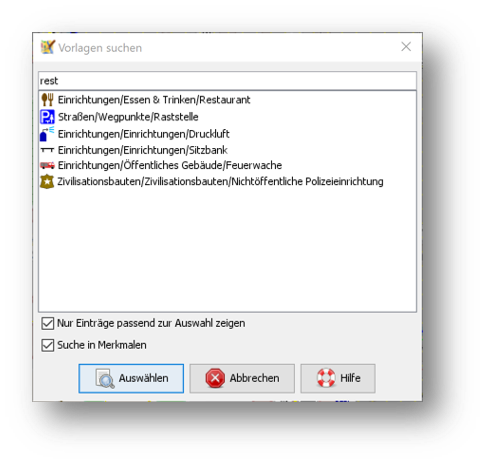 Vorlagen suchen
rest
Einrichtungen/Essen & Trinken/Restaurant
Straßen/Wegpunkte/Raststelle
Einrichtungen/Einrichtungen/Druckluft
Einrichtungen/Einrichtungen/Sitzbank
Einrichtungen/Öffentliches Gebäude/Feuerwache
Zivilisationsbauten/Zivilisationsbauten/Nichtöffentliche Polizeieinrichtung
Nur Einträge passend zur Auswahl zeigen
Suche in Merkmalen
Auswählen Abbrechen Hilfe